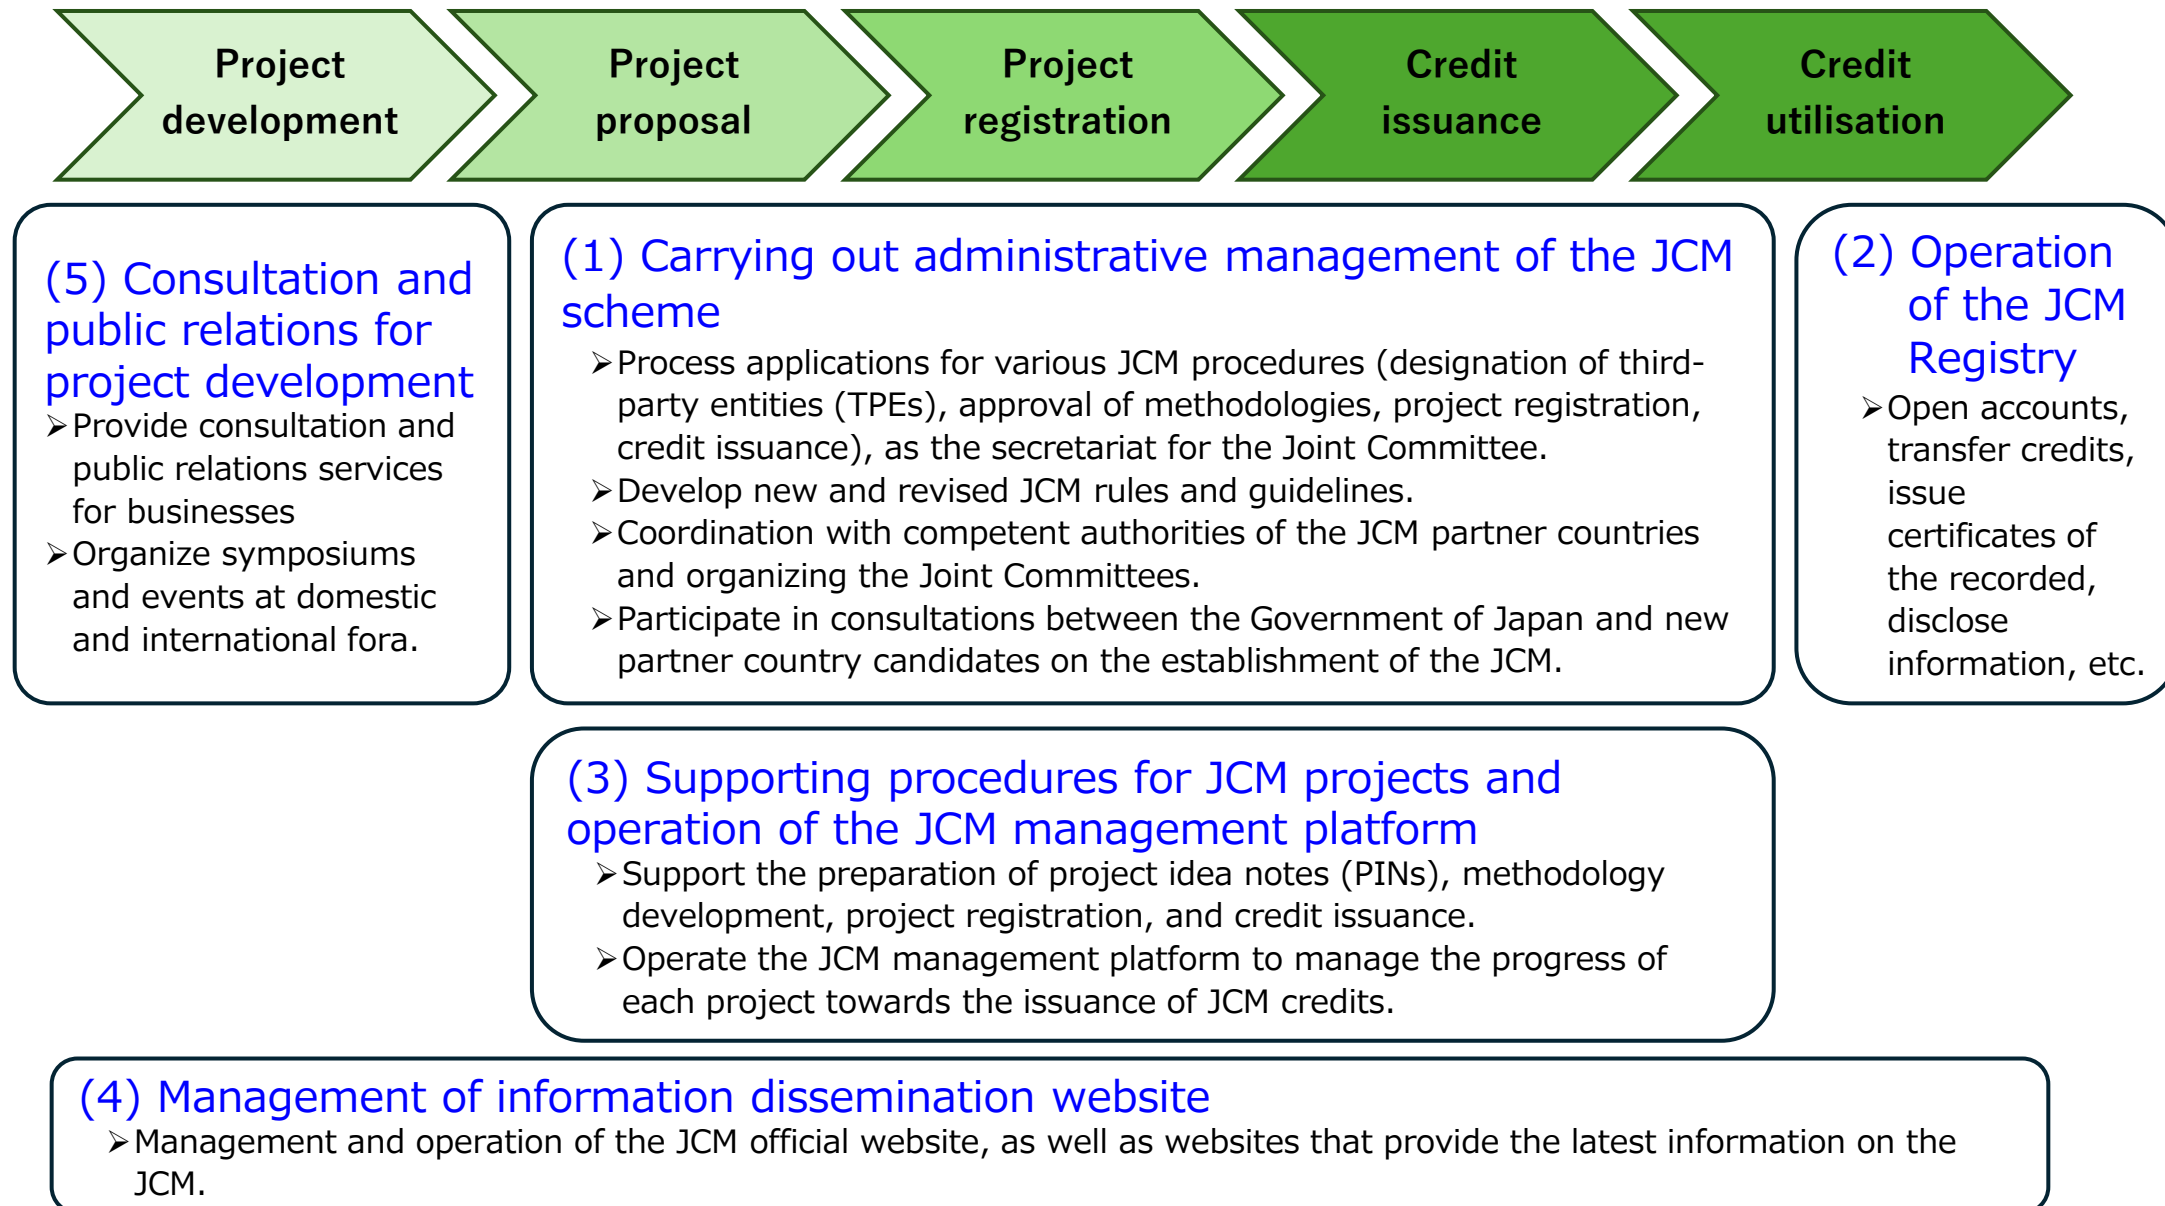 Project
development
Project
proposal
Project
registration
Credit
issuance
Credit
utilisation
(5) Consultation and
public relations for
project development
➢Provide consultation and
public relations services
for businesses
➢Organize symposiums
and events at domestic
and international fora.
(1) Carrying out administrative management of the JCM
scheme
➢Process applications for various JCM procedures (designation of third-
party entities (TPEs), approval of methodologies, project registration,
credit issuance), as the secretariat for the Joint Committee.
➢Develop new and revised JCM rules and guidelines.
➢Coordination with competent authorities of the JCM partner countries
and organizing the Joint Committees.
➢Participate in consultations between the Government of Japan and new
partner country candidates on the establishment of the JCM.
(2) Operation
of the JCM
Registry
➢Open accounts,
transfer credits,
issue
certificates of
the recorded,
disclose
information, etc.
(3) Supporting procedures for JCM projects and
operation of the JCM management platform
➢Support the preparation of project idea notes (PINs), methodology
development, project registration, and credit issuance.
➢Operate the JCM management platform to manage the progress of
each project towards the issuance of JCM credits.
(4) Management of information dissemination website
➢Management and operation of the JCM official website, as well as websites that provide the latest information on the
JCM.